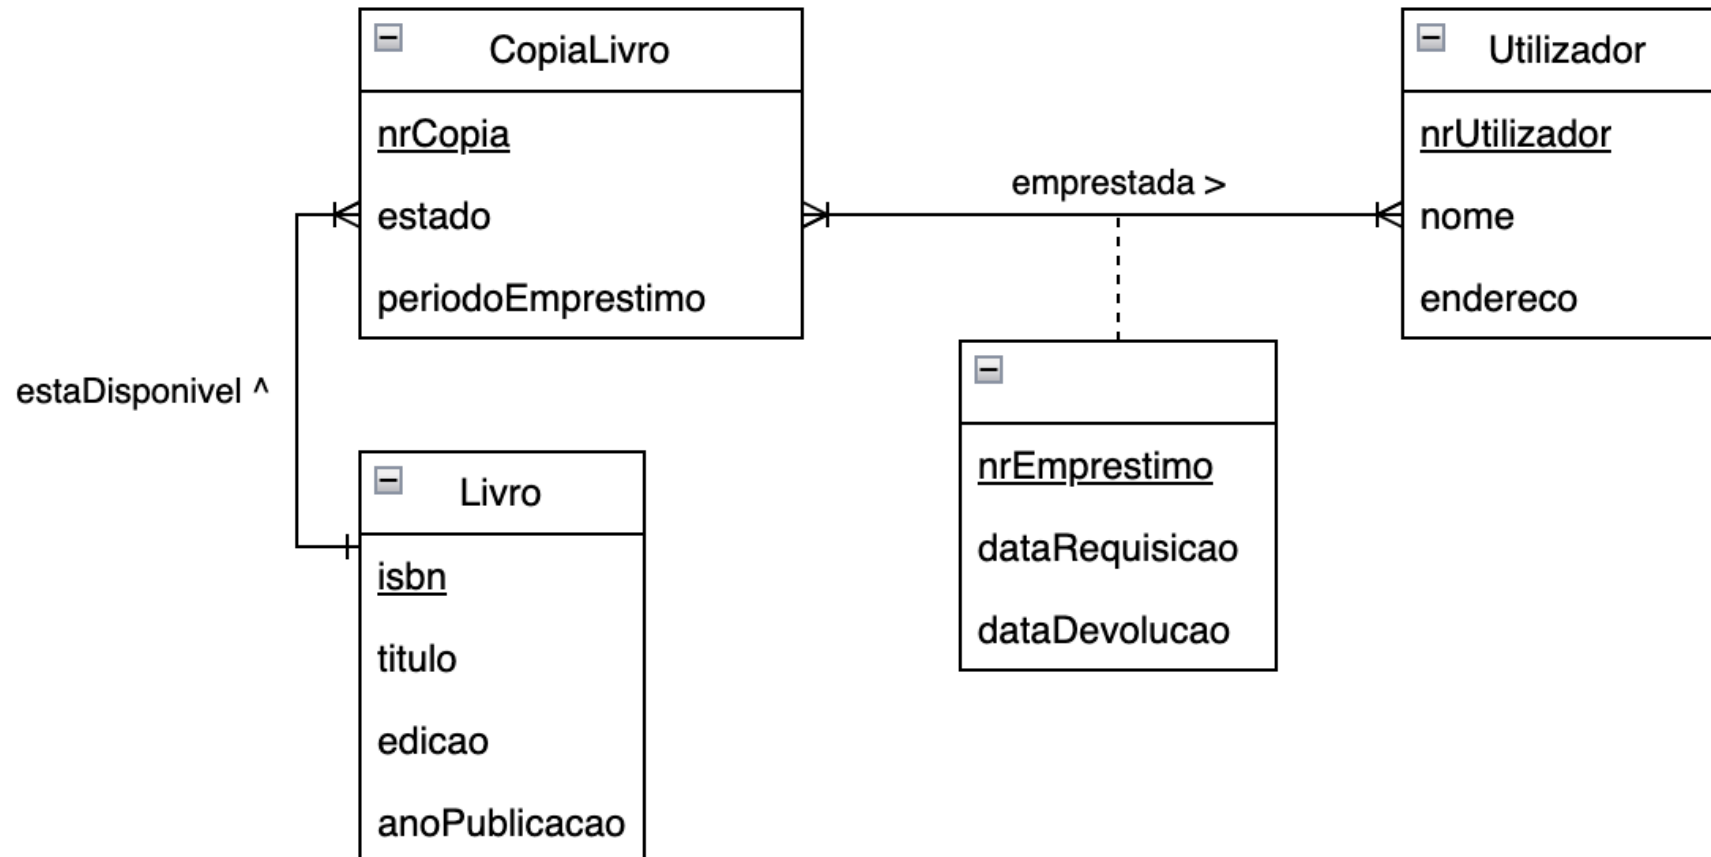 CopiaLivro
nrCopia
estado
periodoEmprestimo
emprestada >
Utilizador
nrUtilizador
nome
endereco
estaDisponivel ^
Livro
isbn
titulo
edicao
anoPublicacao
nrEmprestimo
dataRequisicao
dataDevolucao